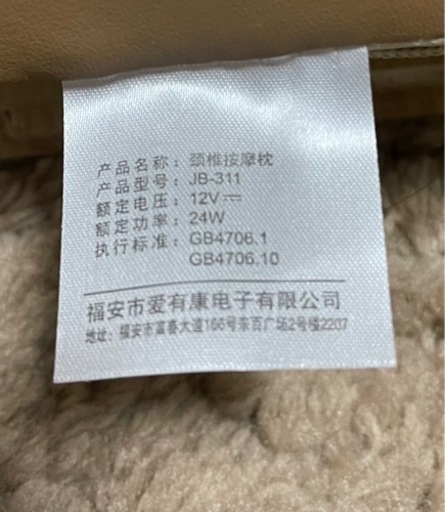 产品名称：颈椎按摩枕
产品型号：JB-311
额定电压：12V⎓
额定功率：24W
执行标准：GB4706.1
GB4706.10
福安市爱有康电子有限公司
地址：福安市富春大道166号东百广场2号楼2207